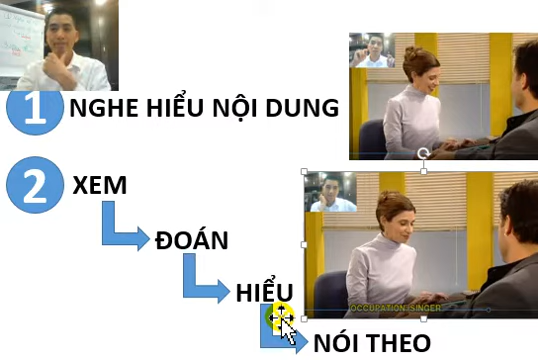 1 NGHE HIỂU NỘI DUNG
2 XEM
ĐOÁN
HIỂU
OCCUPATION: SINGER
NÓI THEO